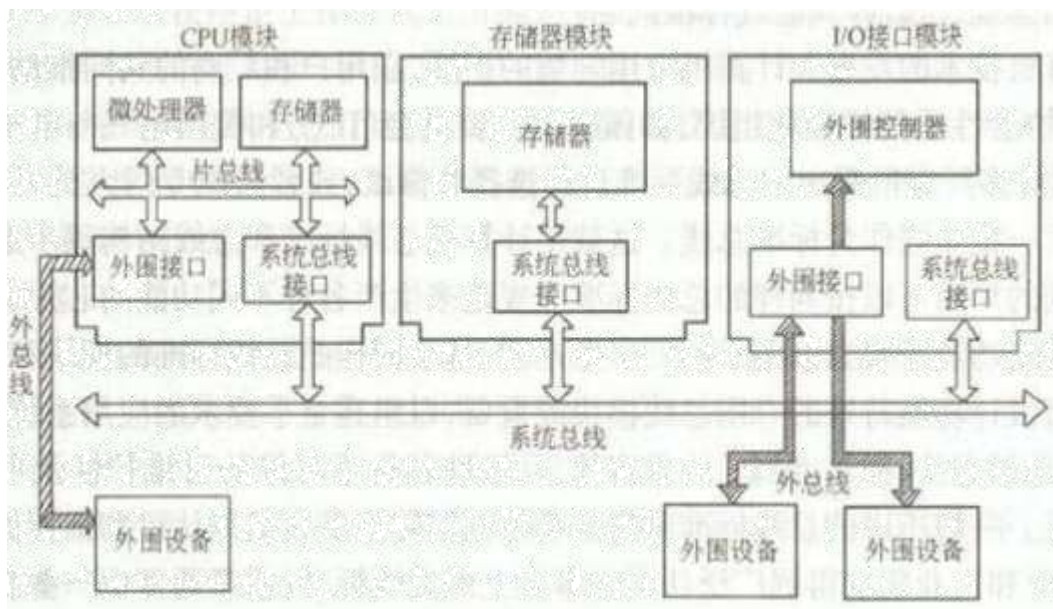 CPU模块
存储器模块
I/O接口模块
微处理器
存储器
存储器
外围控制器
片总线
外围接口
系统总线
接口
系统总线
接口
外围接口
系统总线
接口
外总线
系统总线
外总线
外围设备
外围设备
外围设备